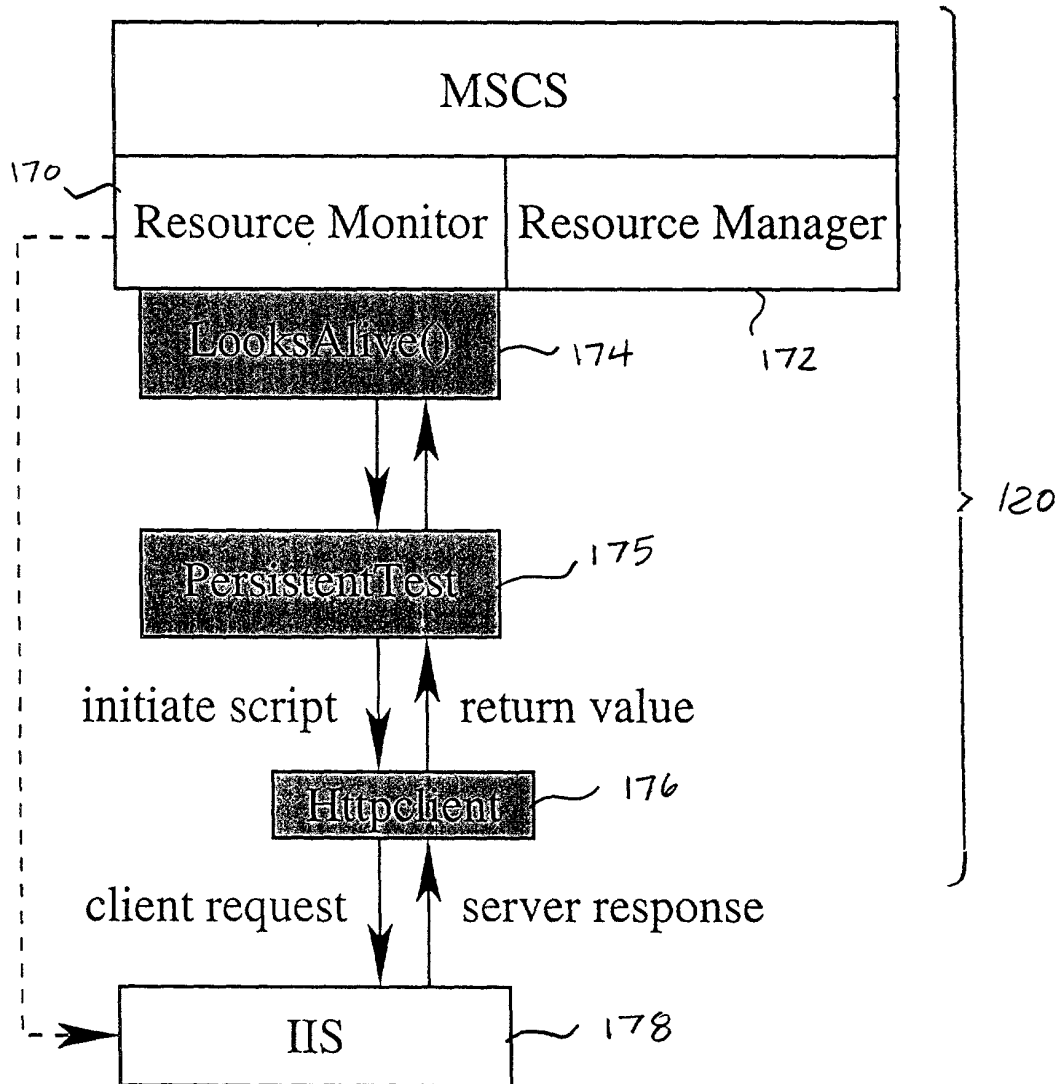 MSCS
170
Resource Monitor
Resource Manager
LooksAlive()
174
172
PersistentTest
175
120
initiate script
return value
Httpclient
176
client request
server response
IIS
178